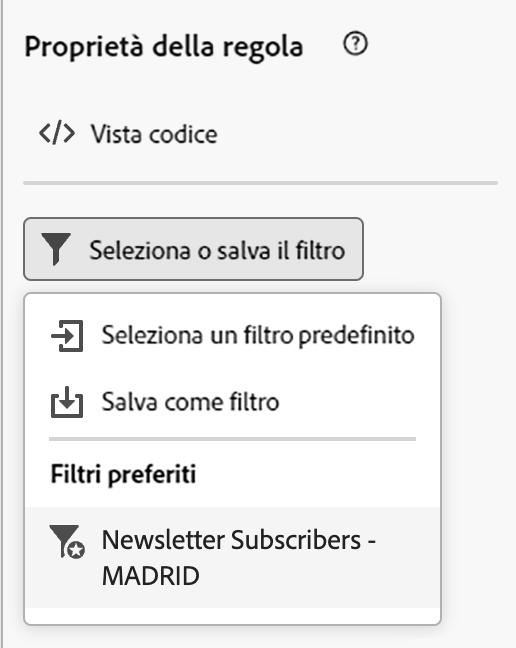 Proprietà della regola
Vista codice
Seleziona o salva il filtro
Seleziona un filtro predefinito
Salva come filtro
Filtri preferiti
Newsletter Subscribers -
MADRID